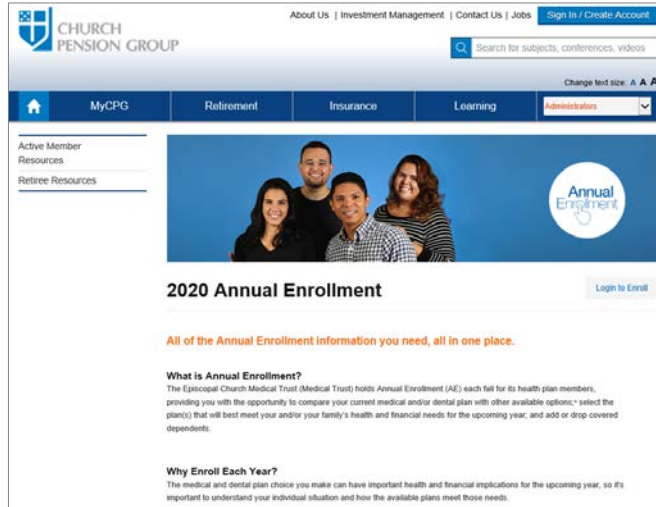 About Us | Investment Management | Contact Us | Jobs
Sign In / Create Account
CHURCH
PENSION GROUP
Search for subjects, conferences, videos
Change text size: A A A
MyCPG
Retirement
Insurance
Learning
Administrators
Active Member
Resources
Retiree Resources
Annual
Enrollment
2020 Annual Enrollment
Login to Enroll
All of the Annual Enrollment information you need, all in one place.
What is Annual Enrollment?
The Episcopal Church Medical Trust (Medical Trust) holds Annual Enrollment (AE) each fall for its health plan members,
providing you with the opportunity to compare your current medical and/or dental plan with other available options;* select the
plan(s) that will best meet your and/or your family's health and financial needs for the upcoming year; and add or drop covered
dependents.
Why Enroll Each Year?
The medical and dental plan choice you make can have important health and financial implications for the upcoming year, so it's
important to understand your individual situation and how the available plans meet those needs.